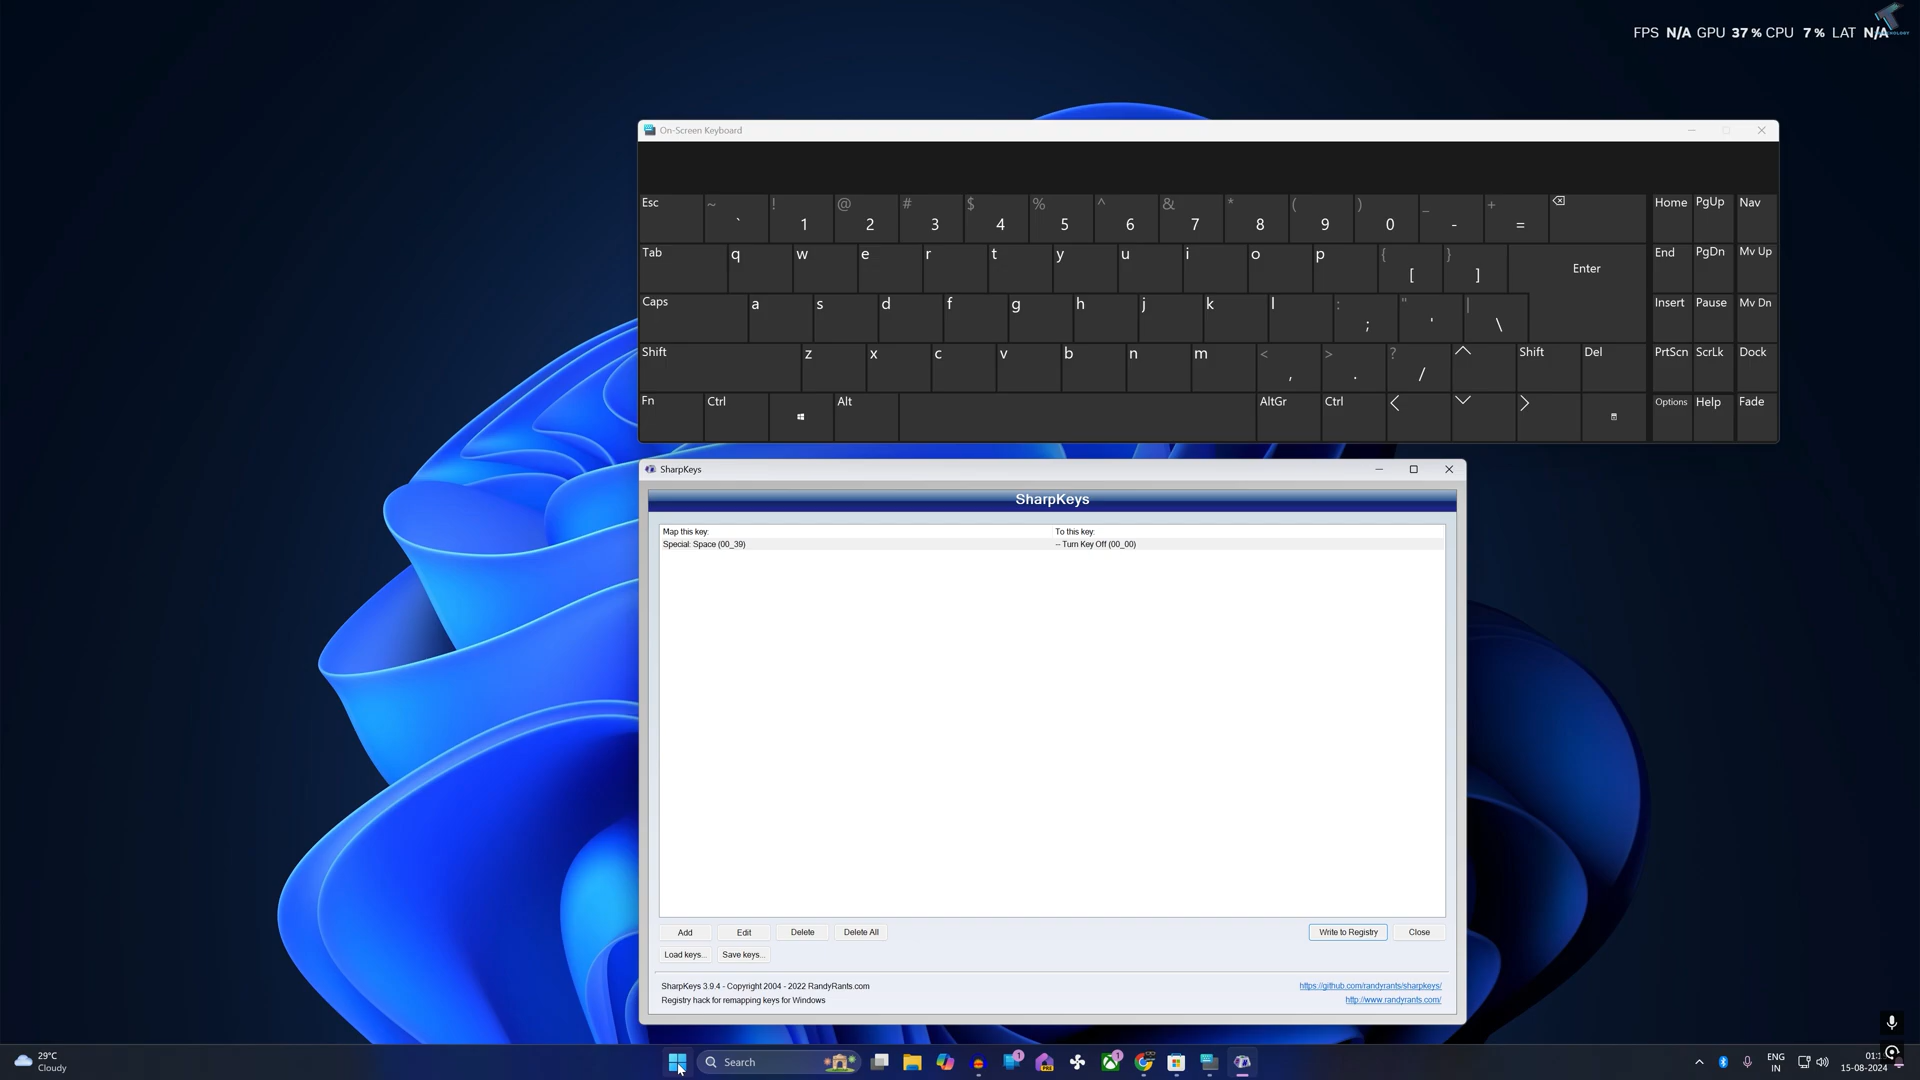 FPS N/A GPU 37 % CPU 7 % LAT N/A
On-Screen Keyboard
Esc ~ ` ! 1 @ 2 # 3 $ 4 % 5 ^ 6 & 7 * 8 ( 9 ) 0 _ - + = Home PgUp Nav
Tab q w e r t y u i o p { [ } ] Enter End PgDn Mv Up
Caps a s d f g h j k l : ; " ' | \ Insert Pause Mv Dn
Shift z x c v b n m < , > . ? / Shift Del PrtScn ScrLk Dock
Fn Ctrl Alt AltGr Ctrl Options Help Fade
SharpKeys
SharpKeys
Map this key: To this key:
Special: Space (00_39) -- Turn Key Off (00_00)
Add Edit Delete Delete All Write to Registry Close
Load keys... Save keys...
SharpKeys 3.9.4 - Copyright 2004 - 2022 RandyRants.com https://github.com/randyrants/sharpkeys/
Registry hack for remapping keys for Windows http://www.randyrants.com/
29°C
Cloudy
Search
1
PRE
1
ENG
IN
15-08-2024